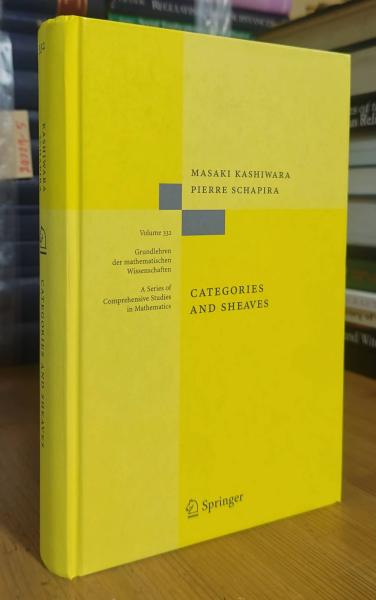 MASAKI KASHIWARA
PIERRE SCHAPIRA
Volume 332
Grundlehren
der mathematischen
Wissenschaften
A Series of
Comprehensive Studies
in Mathematics
CATEGORIES
AND SHEAVES
Springer
332
KASHIWARA
SCHAPIRA
CATEGORIES AND SHEAVES